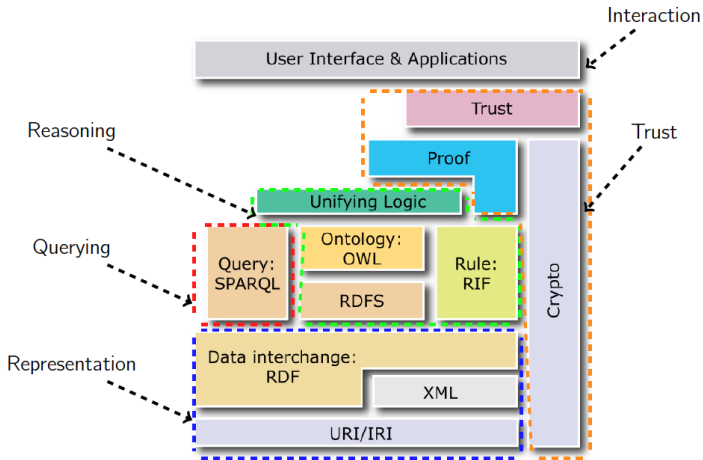 Interaction
User Interface & Applications
Trust
Reasoning
Trust
Proof
Unifying Logic
Querying
Query:
SPARQL
Ontology:
OWL
Rule:
RIF
RDFS
Crypto
Representation
Data interchange:
RDF
XML
URI/IRI